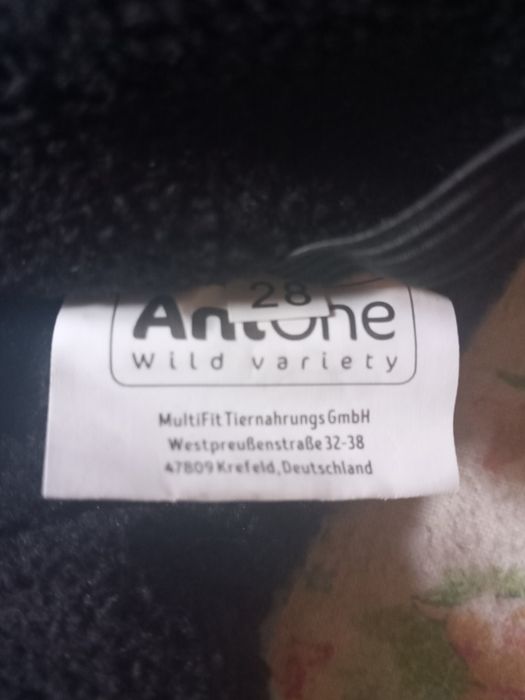 28
AniOne
Wild variety
MultiFit Tiernahrungs GmbH
Westpreußenstraße 32-38
47809 Krefeld, Deutschland